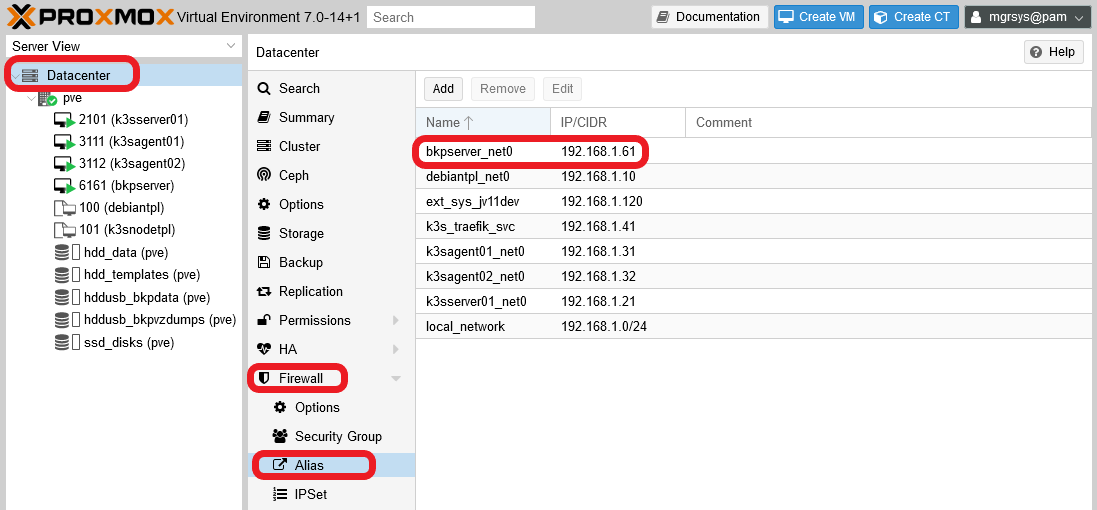 PROXMOX Virtual Environment 7.0-14+1 Search Documentation Create VM Create CT mgrsys@pam
Server View
Datacenter
pve
2101 (k3sserver01)
3111 (k3sagent01)
3112 (k3sagent02)
6161 (bkpserver)
100 (debiantpl)
101 (k3snodetpl)
hdd_data (pve)
hdd_templates (pve)
hddusb_bkpdata (pve)
hddusb_bkpvzdumps (pve)
ssd_disks (pve)
Datacenter Help
Search
Summary
Cluster
Ceph
Options
Storage
Backup
Replication
Permissions
HA
Firewall
Options
Security Group
Alias
IPSet
Add Remove Edit
Name IP/CIDR Comment
bkpserver_net0 192.168.1.61
debiantpl_net0 192.168.1.10
ext_sys_jv11dev 192.168.1.120
k3s_traefik_svc 192.168.1.41
k3sagent01_net0 192.168.1.31
k3sagent02_net0 192.168.1.32
k3sserver01_net0 192.168.1.21
local_network 192.168.1.0/24